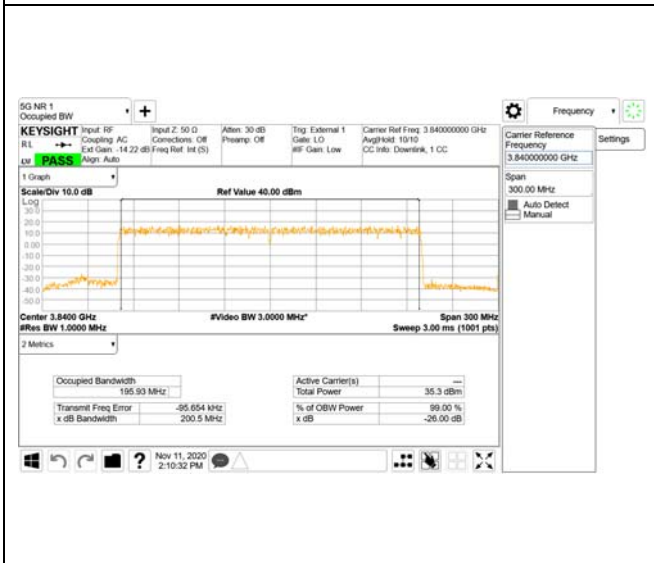 5G NR 1
Occupied BW
+
Frequency
KEYSIGHT
RL
LXI
PASS
Input: RF
Coupling: AC
Ext Gain: -14.22 dB
Align: Auto
Input Z: 50 Ω
Corrections: Off
Freq Ref: Int (S)
Atten: 30 dB
Preamp: Off
Trig: External 1
Gate: LO
#IF Gain: Low
Carrier Ref Freq: 3.840000000 GHz
Avg|Hold: 10/10
CC Info: Downlink, 1 CC
Carrier Reference
Frequency
3.840000000 GHz
Settings
Span
300.00 MHz
Auto Detect
Manual
1 Graph
Scale/Div 10.0 dB
Ref Value 40.00 dBm
Log
30.0
20.0
10.0
0.00
-10.0
-20.0
-30.0
-40.0
-50.0
Center 3.8400 GHz
#Video BW 3.0000 MHz*
Span 300 MHz
#Res BW 1.0000 MHz
Sweep 3.00 ms (1001 pts)
2 Metrics
Occupied Bandwidth
195.93 MHz
Active Carrier(s) ---
Total Power 35.3 dBm
Transmit Freq Error -95.654 kHz
x dB Bandwidth 200.5 MHz
% of OBW Power 99.00 %
x dB -26.00 dB
?
Nov 11, 2020
2:10:32 PM